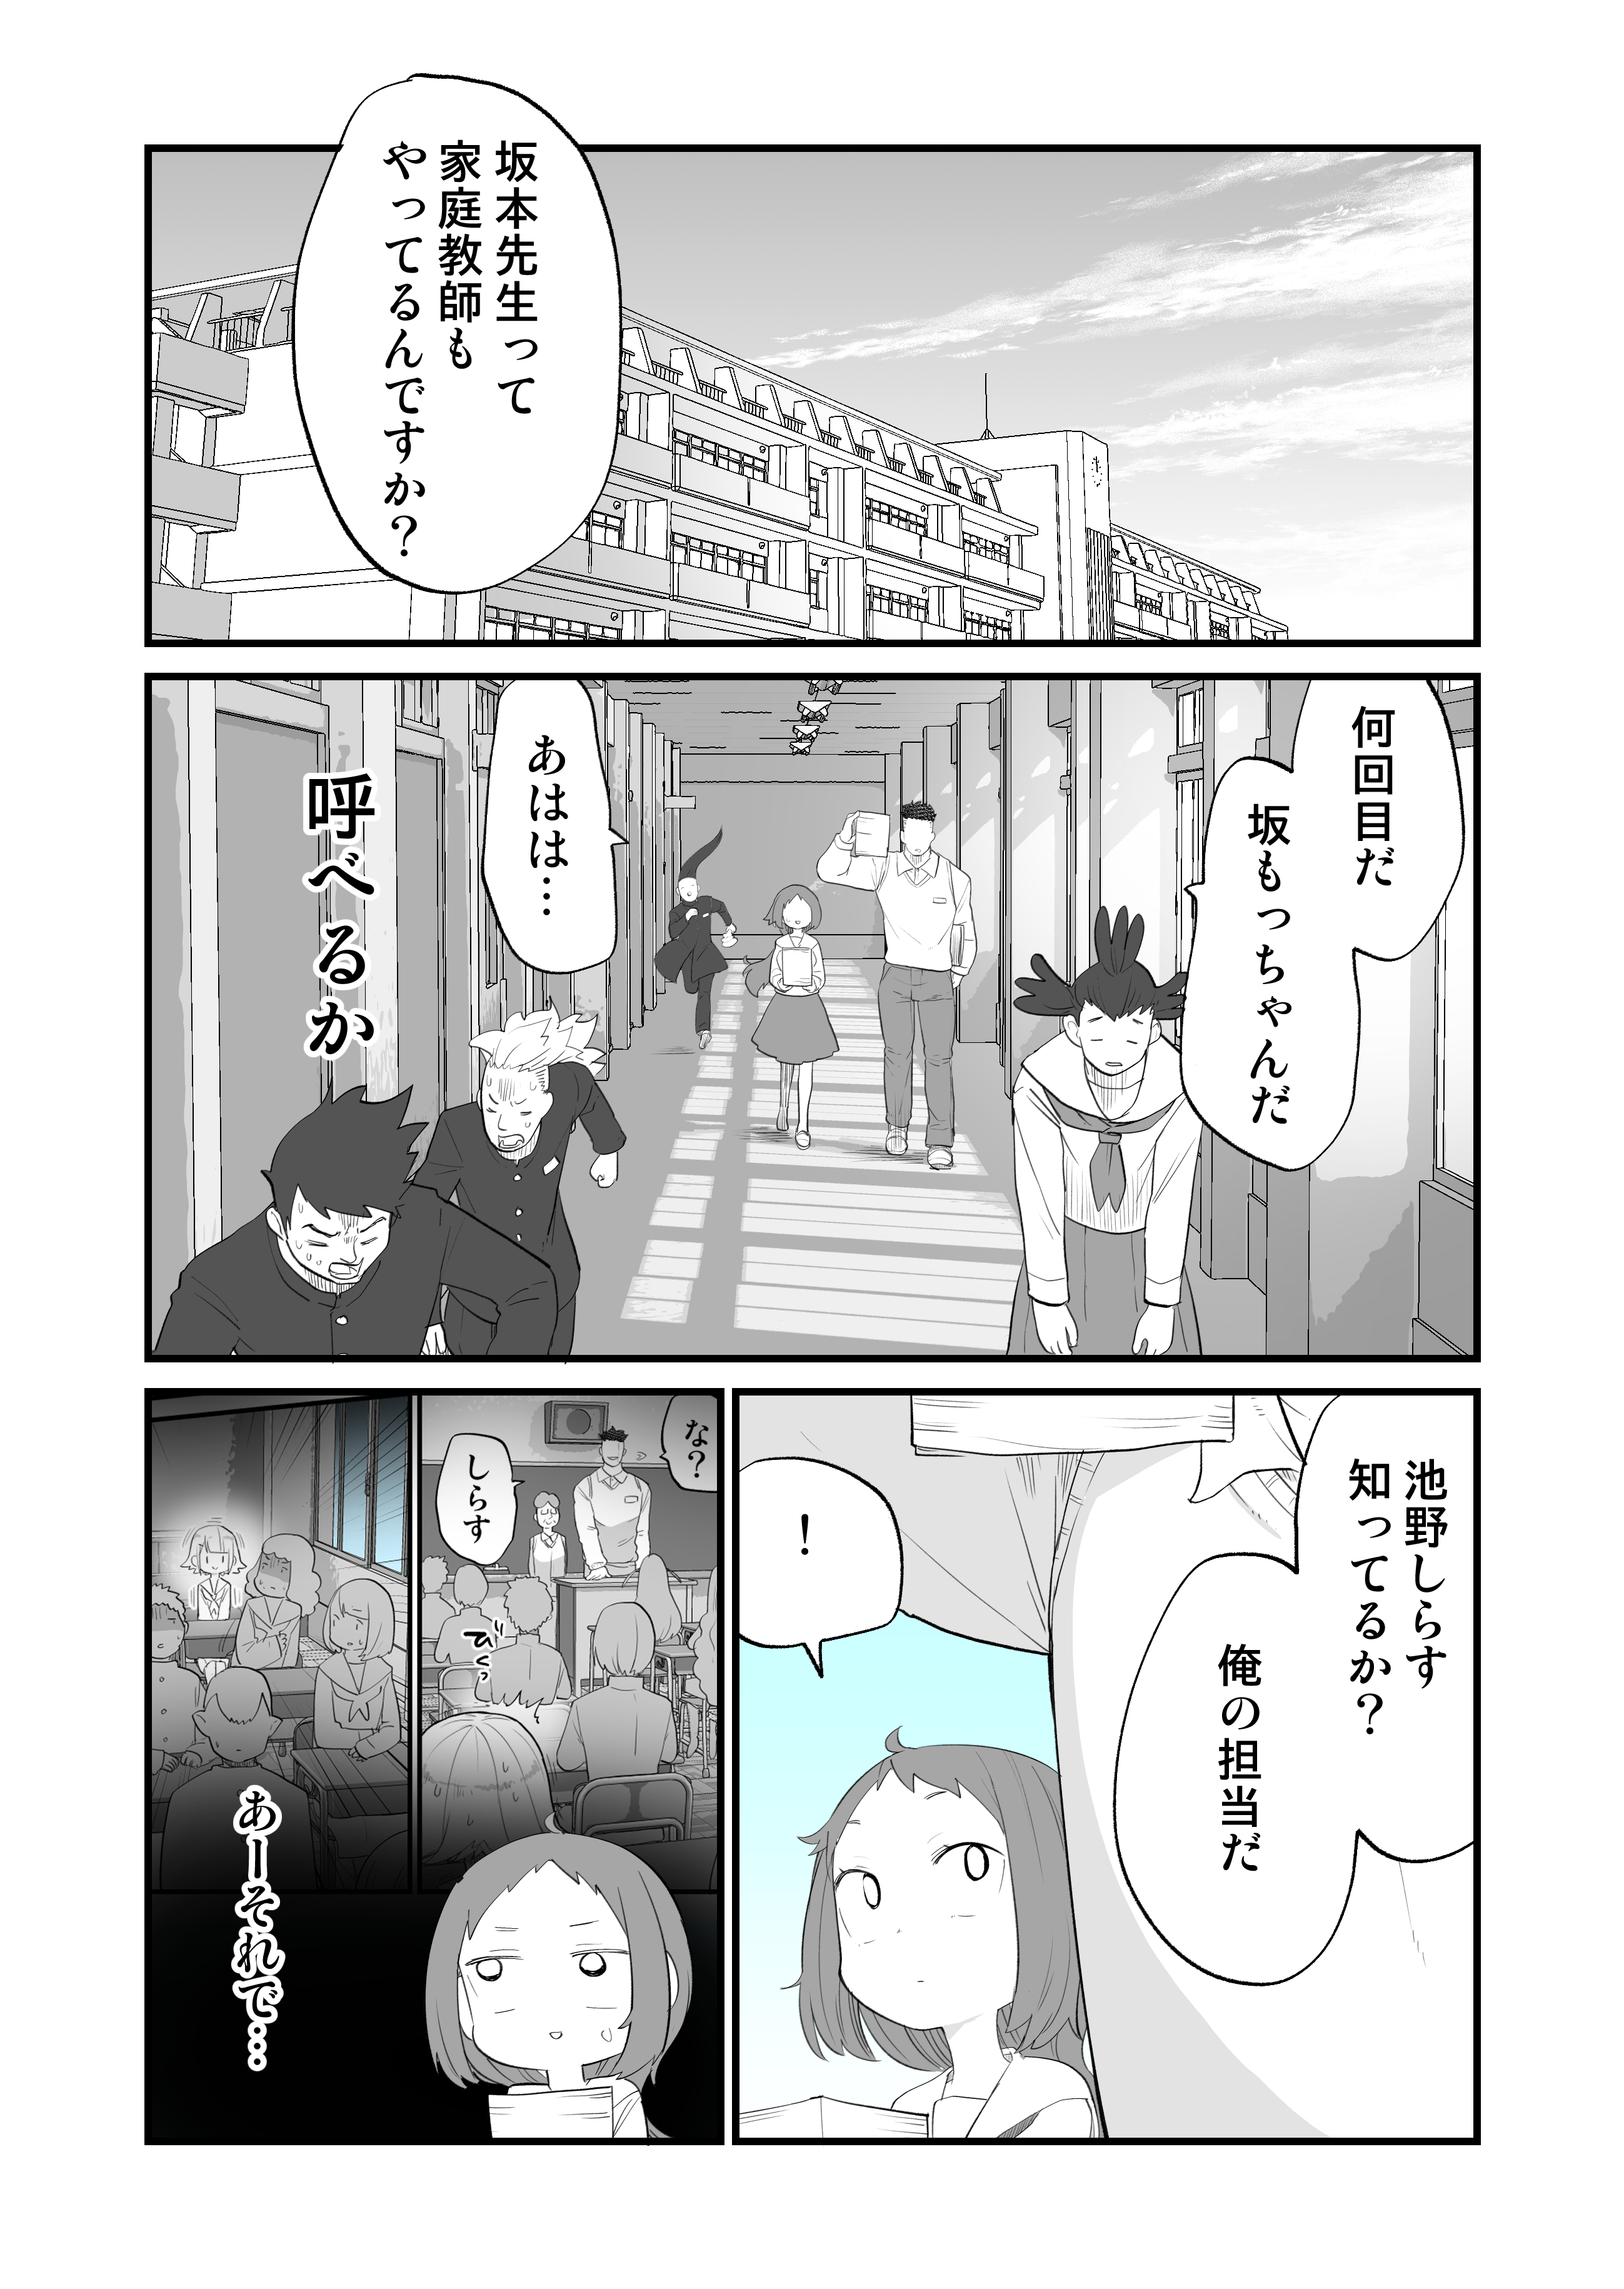 坂本先生って
家庭教師も
やってるんですか？
何回目だ
坂もっちゃんだ
あはは…
呼べるか
池野しらす
知ってるか？
俺の担当だ
！
な？
しらす
びくっ
あーそれで…